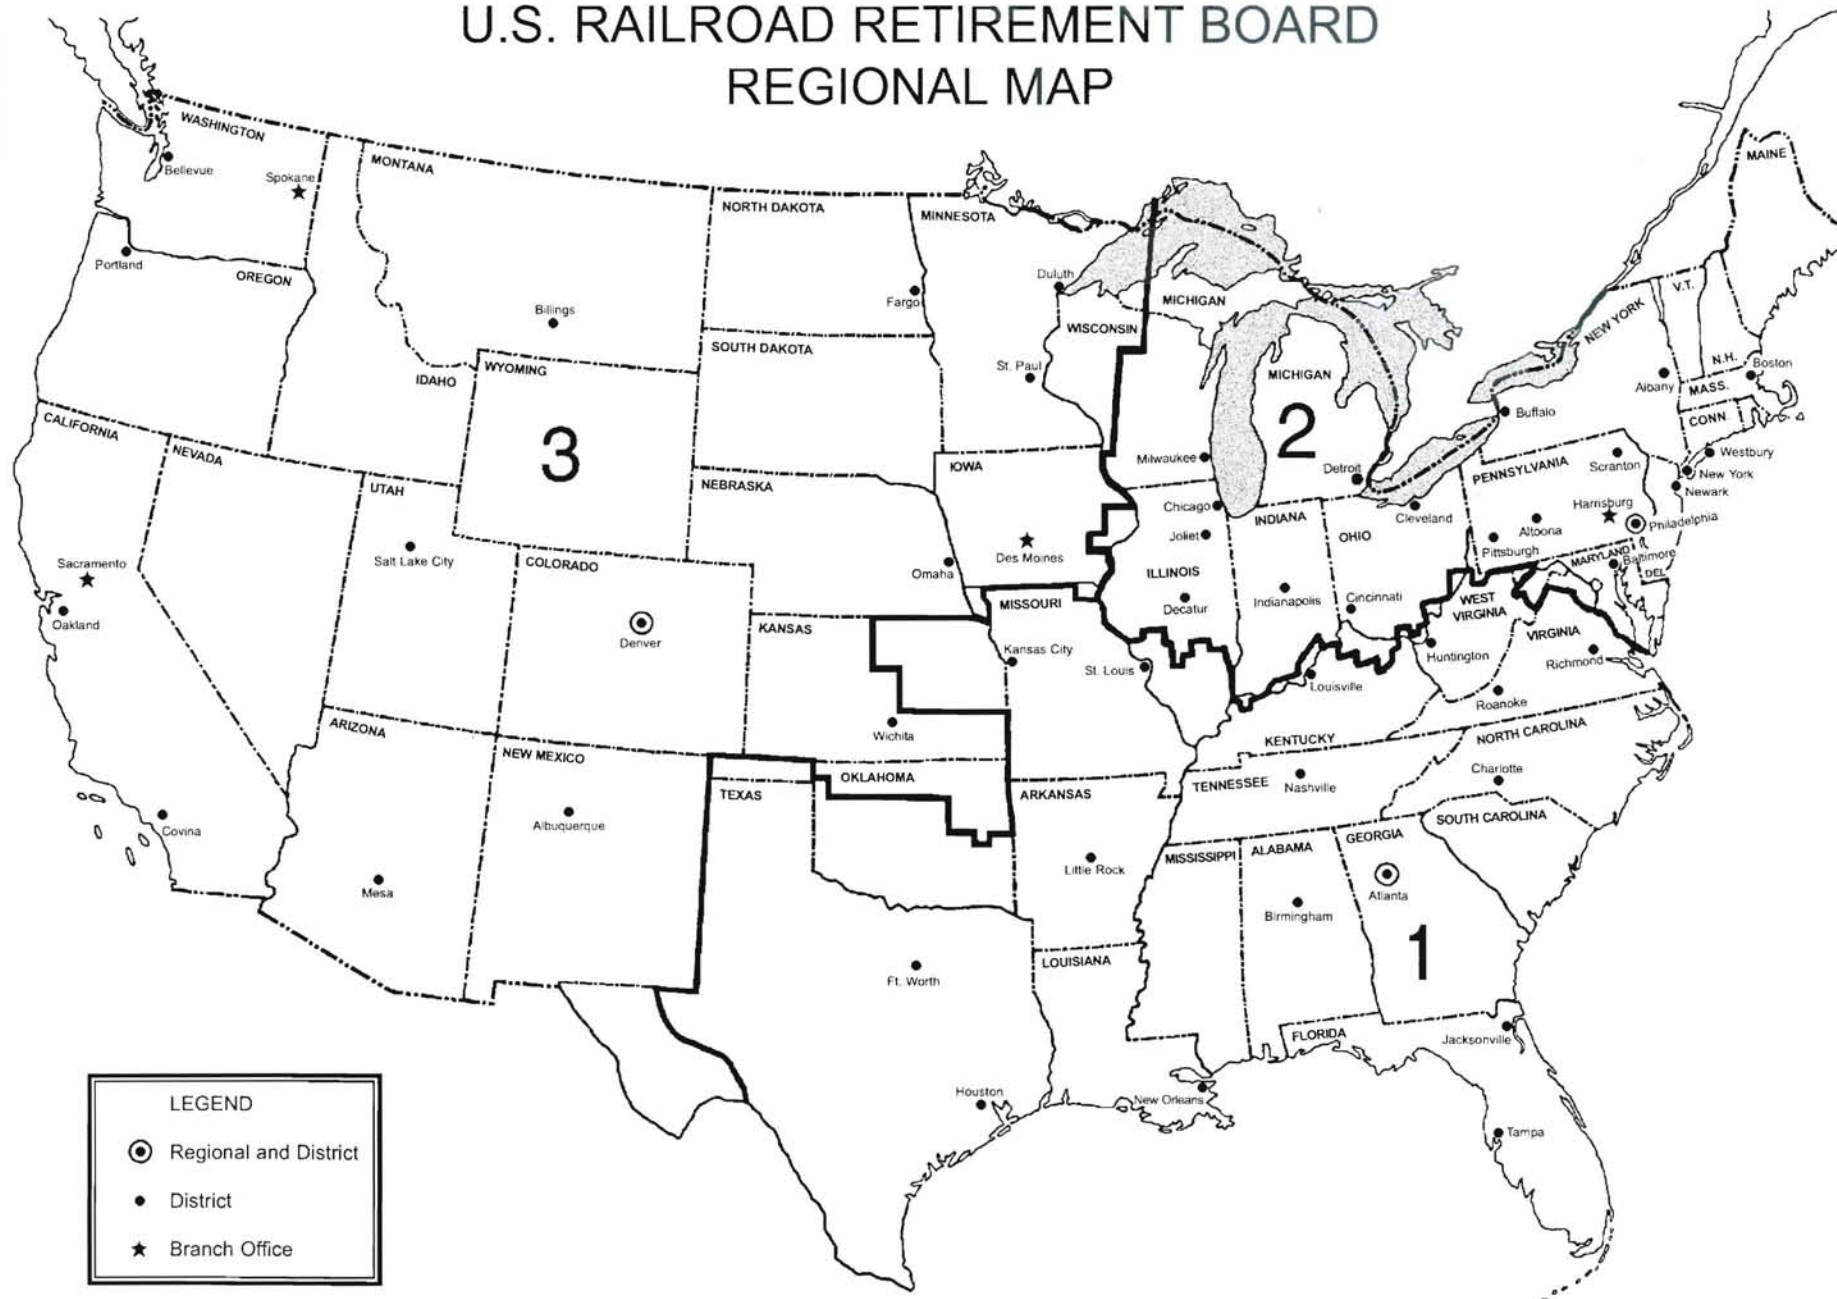 U.S. RAILROAD RETIREMENT BOARD
REGIONAL MAP
WASHINGTON
Bellevue
Spokane
MONTANA
NORTH DAKOTA
MINNESOTA
MAINE
Portland
OREGON
Billings
Fargo
Duluth
MICHIGAN
V.T.
NEW YORK
WISCONSIN
SOUTH DAKOTA
IDAHO
WYOMING
St. Paul
MICHIGAN
N.H.
Boston
Albany
MASS.
CALIFORNIA
NEVADA
3
2
Buffalo
CONN.
UTAH
NEBRASKA
IOWA
Milwaukee
Detroit
PENNSYLVANIA
Scranton
Westbury
New York
Newark
Chicago
INDIANA
Cleveland
Harrisburg
Philadelphia
Altoona
Joliet
OHIO
Pittsburgh
MARYLAND
Baltimore
DEL.
Sacramento
Salt Lake City
COLORADO
Omaha
Des Moines
ILLINOIS
Decatur
Indianapolis
Cincinnati
WEST
VIRGINIA
Oakland
Denver
KANSAS
MISSOURI
Kansas City
St. Louis
Louisville
Huntington
VIRGINIA
Richmond
Roanoke
ARIZONA
NEW MEXICO
Wichita
KENTUCKY
NORTH CAROLINA
OKLAHOMA
TEXAS
ARKANSAS
TENNESSEE
Nashville
Charlotte
Covina
Albuquerque
SOUTH CAROLINA
MISSISSIPPI
ALABAMA
GEORGIA
Mesa
Little Rock
Atlanta
Birmingham
1
Ft. Worth
LOUISIANA
FLORIDA
Jacksonville
Houston
New Orleans
Tampa
LEGEND
Regional and District
District
Branch Office